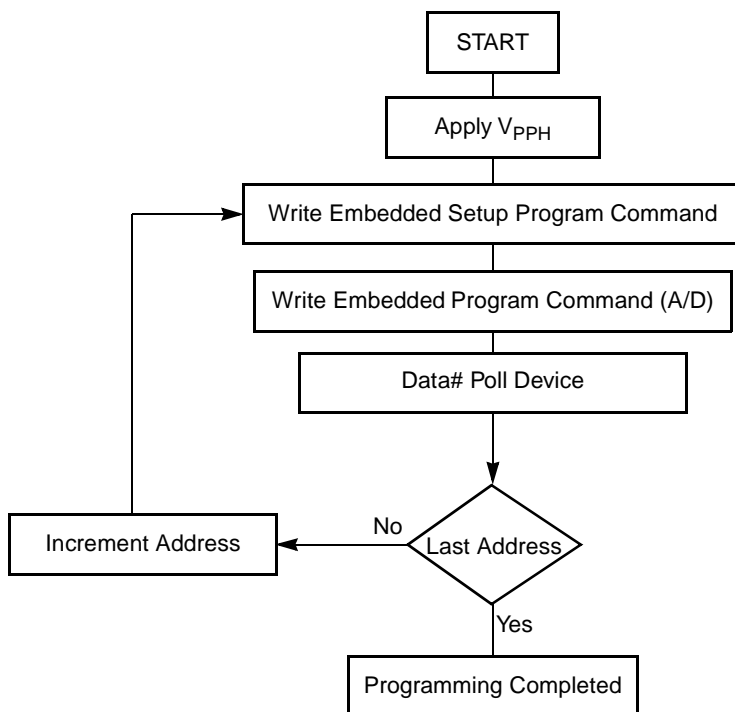 START
Apply VPPH
Write Embedded Setup Program Command
Write Embedded Program Command (A/D)
Data# Poll Device
No
Increment Address
Last Address
Yes
Programming Completed